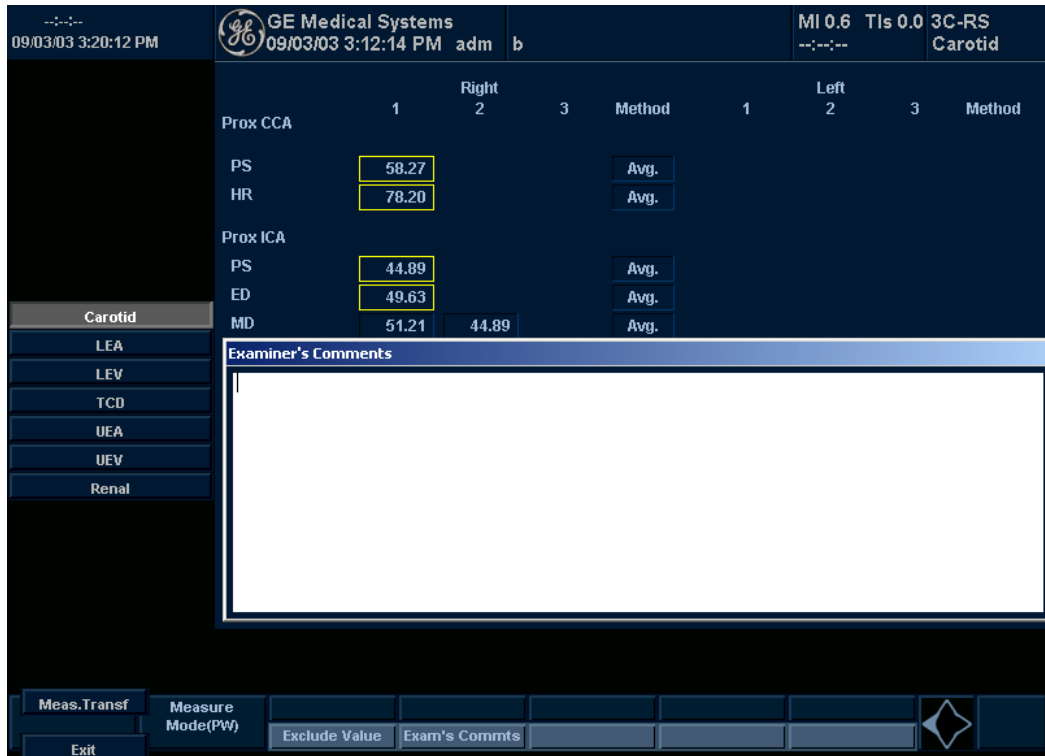 --:--:--
09/03/03 3:20:12 PM
GE GE Medical Systems
09/03/03 3:12:14 PM adm b
MI 0.6 TIs 0.0 3C-RS
--:--:-- Carotid
Right Left
1 2 3 Method 1 2 3 Method
Prox CCA
PS 58.27 Avg.
HR 78.20 Avg.
Prox ICA
PS 44.89 Avg.
ED 49.63 Avg.
MD 51.21 44.89 Avg.
Carotid
LEA
LEV
TCD
UEA
UEV
Renal
Examiner's Comments
Meas.Transf
Exit
Measure
Mode(PW)
Exclude Value Exam's Commts